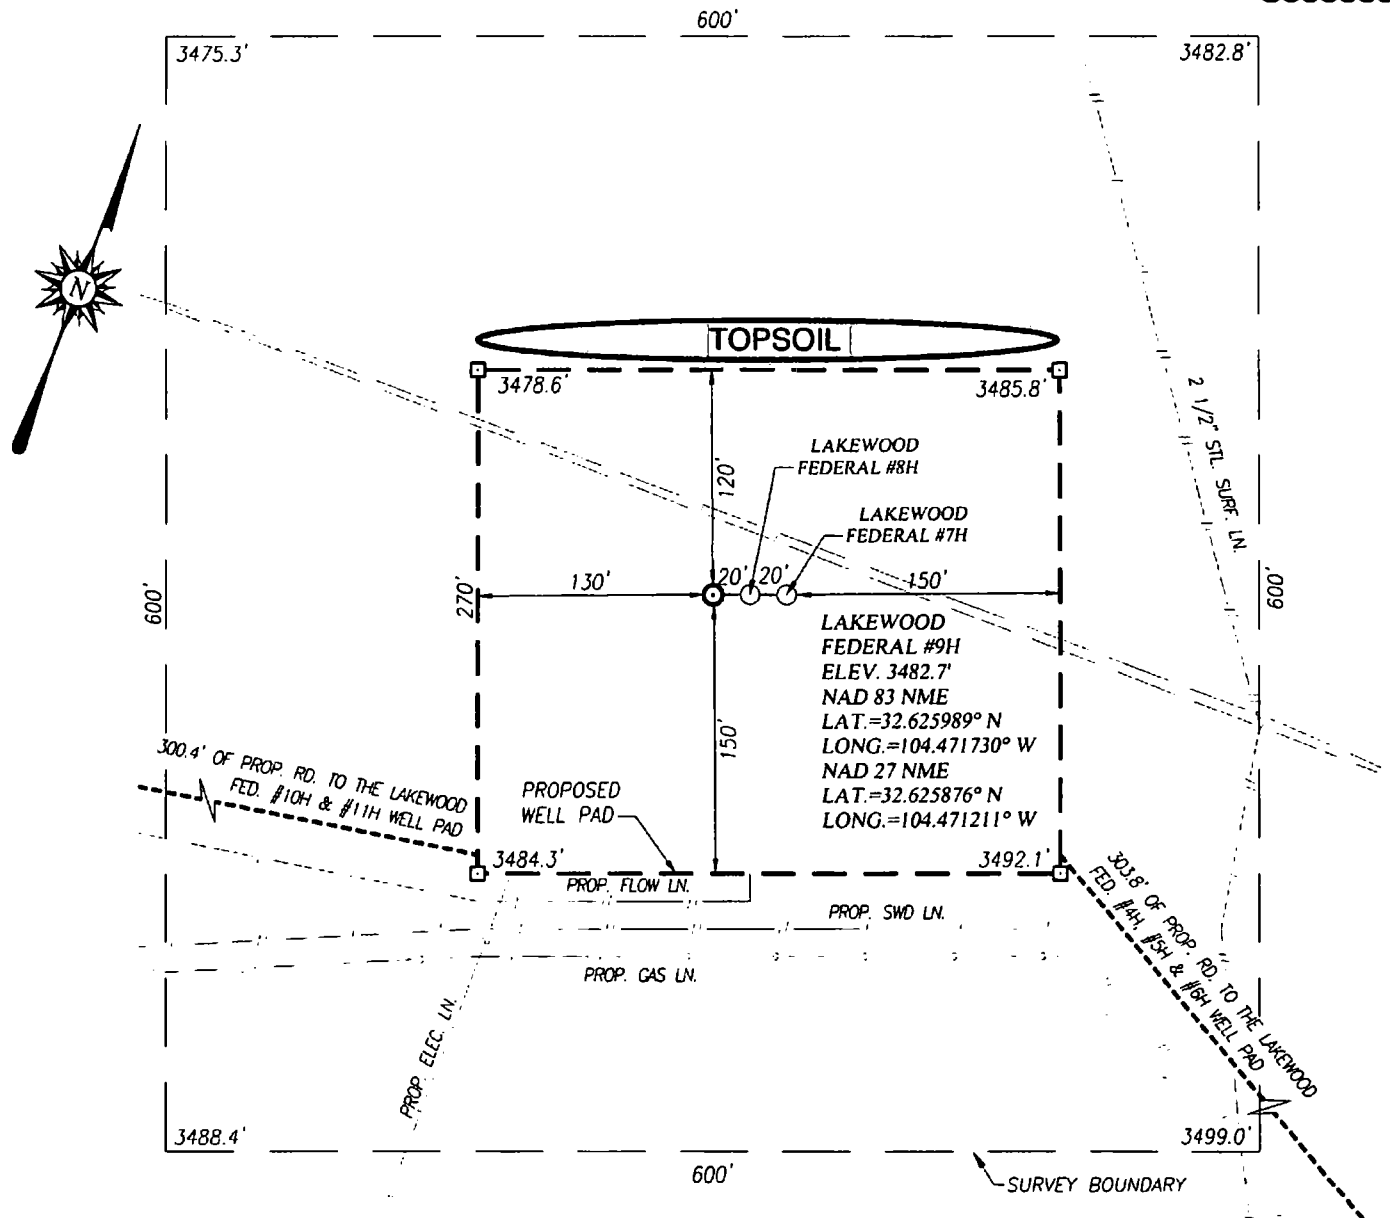 600'
3475.3'
3482.8'
N
TOPSOIL
3478.6'
3485.8'
2 1/2" STL. SURF. LN.
LAKEWOOD
FEDERAL #8H
120'
LAKEWOOD
FEDERAL #7H
600'
270'
130'
20'
20'
150'
600'
LAKEWOOD
FEDERAL #9H
ELEV. 3482.7'
NAD 83 NME
LAT.=32.625989° N
LONG.=104.471730° W
NAD 27 NME
LAT.=32.625876° N
LONG.=104.471211° W
150'
300.4' OF PROP. RD. TO THE LAKEWOOD
FED. #10H & #11H WELL PAD
PROPOSED
WELL PAD
3484.3'
3492.1'
PROP. FLOW LN.
PROP. SWD LN.
PROP. GAS LN.
303.8' OF PROP. RD. TO THE LAKEWOOD
FED. #4H, #5H & #6H WELL PAD
PROP. ELEC. LN.
3488.4'
3499.0'
600'
SURVEY BOUNDARY